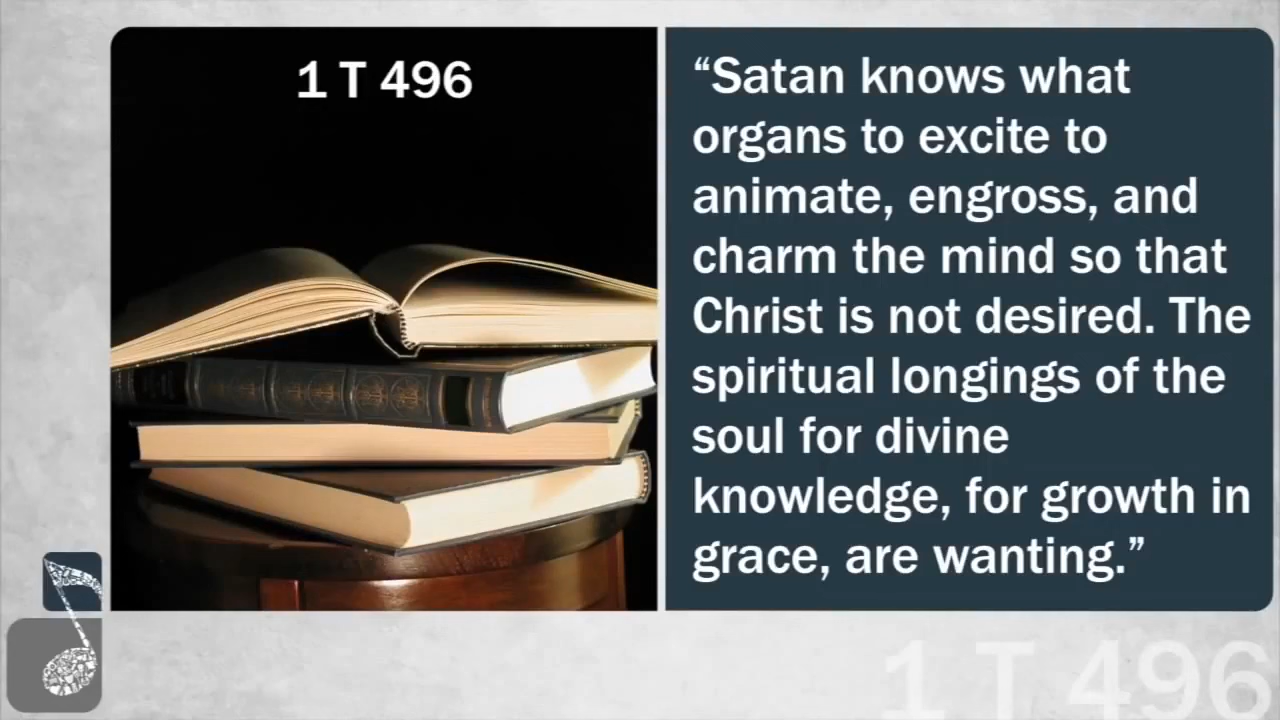 1 T 496
“Satan knows what
organs to excite to
animate, engross, and
charm the mind so that
Christ is not desired. The
spiritual longings of the
soul for divine
knowledge, for growth in
grace, are wanting.”
1 T 496